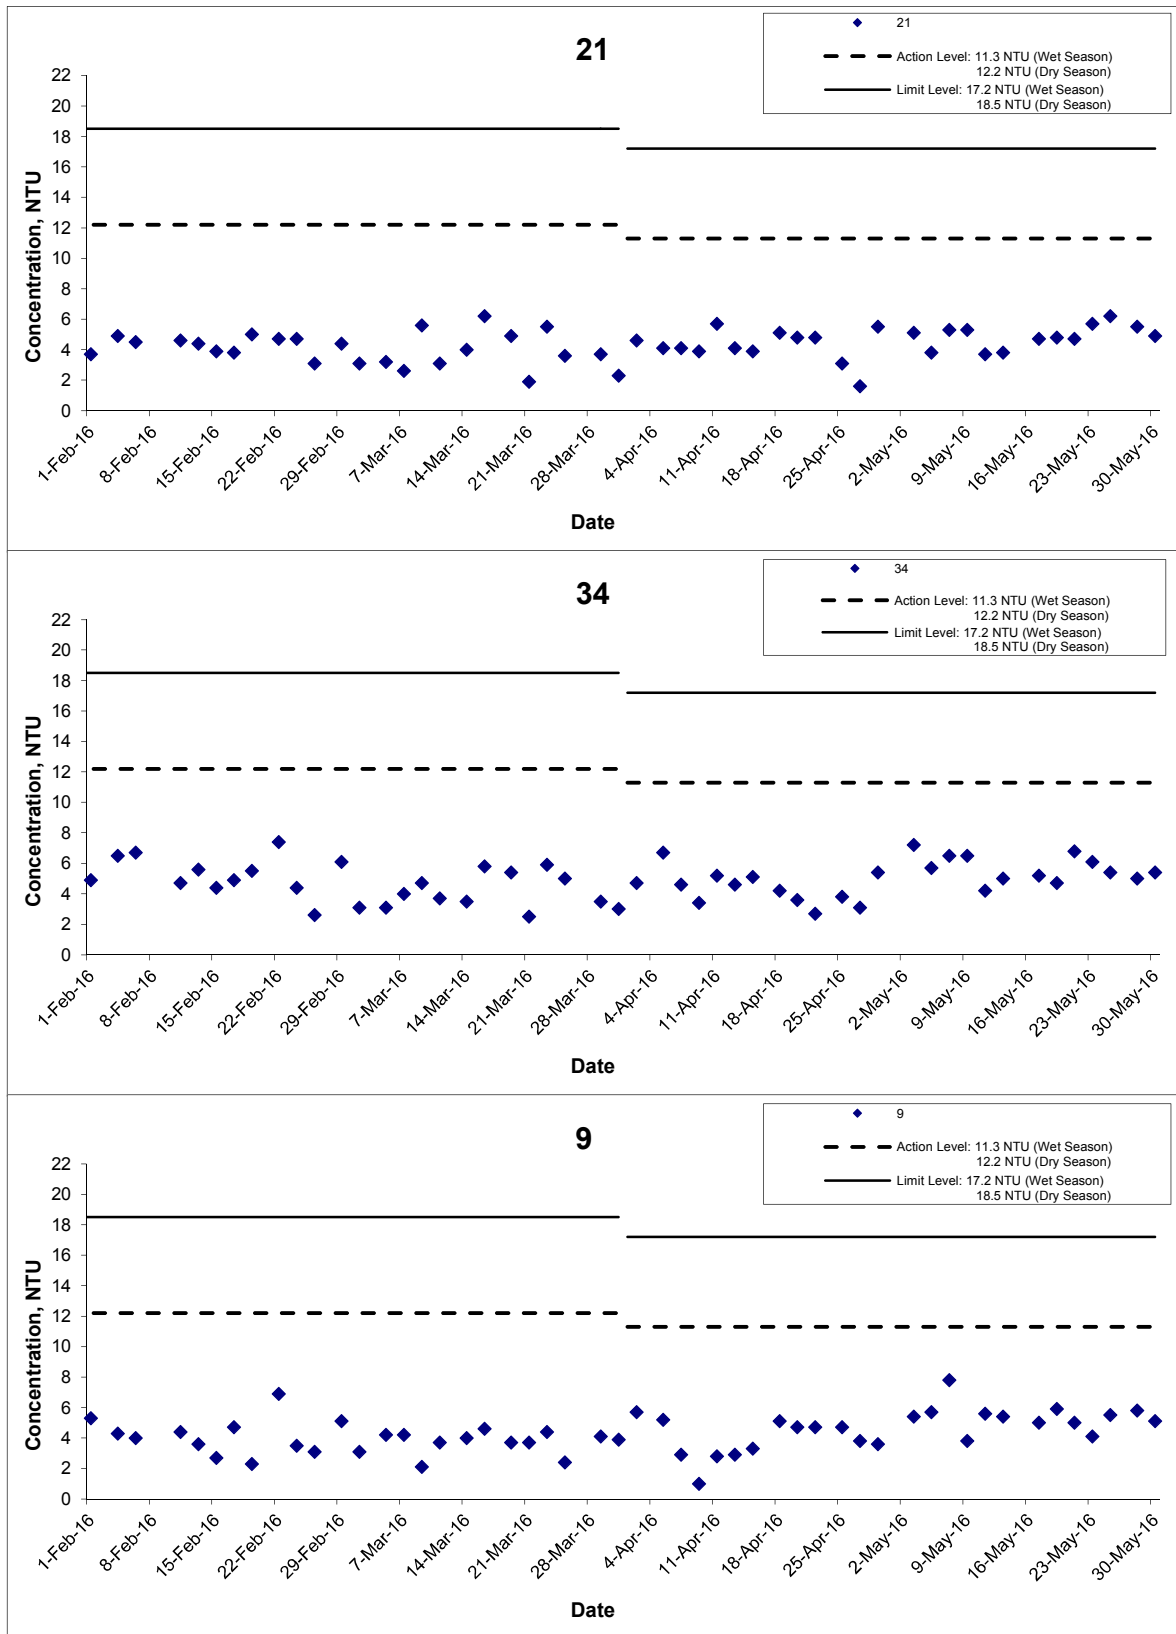 21
21
Action Level: 11.3 NTU (Wet Season)
12.2 NTU (Dry Season)
Limit Level: 17.2 NTU (Wet Season)
18.5 NTU (Dry Season)
Concentration, NTU
22
20
18
16
14
12
10
8
6
4
2
0
1-Feb-16
8-Feb-16
15-Feb-16
22-Feb-16
29-Feb-16
7-Mar-16
14-Mar-16
21-Mar-16
28-Mar-16
4-Apr-16
11-Apr-16
18-Apr-16
25-Apr-16
2-May-16
9-May-16
16-May-16
23-May-16
30-May-16
Date
34
34
Action Level: 11.3 NTU (Wet Season)
12.2 NTU (Dry Season)
Limit Level: 17.2 NTU (Wet Season)
18.5 NTU (Dry Season)
Concentration, NTU
22
20
18
16
14
12
10
8
6
4
2
0
1-Feb-16
8-Feb-16
15-Feb-16
22-Feb-16
29-Feb-16
7-Mar-16
14-Mar-16
21-Mar-16
28-Mar-16
4-Apr-16
11-Apr-16
18-Apr-16
25-Apr-16
2-May-16
9-May-16
16-May-16
23-May-16
30-May-16
Date
9
9
Action Level: 11.3 NTU (Wet Season)
12.2 NTU (Dry Season)
Limit Level: 17.2 NTU (Wet Season)
18.5 NTU (Dry Season)
Concentration, NTU
22
20
18
16
14
12
10
8
6
4
2
0
1-Feb-16
8-Feb-16
15-Feb-16
22-Feb-16
29-Feb-16
7-Mar-16
14-Mar-16
21-Mar-16
28-Mar-16
4-Apr-16
11-Apr-16
18-Apr-16
25-Apr-16
2-May-16
9-May-16
16-May-16
23-May-16
30-May-16
Date